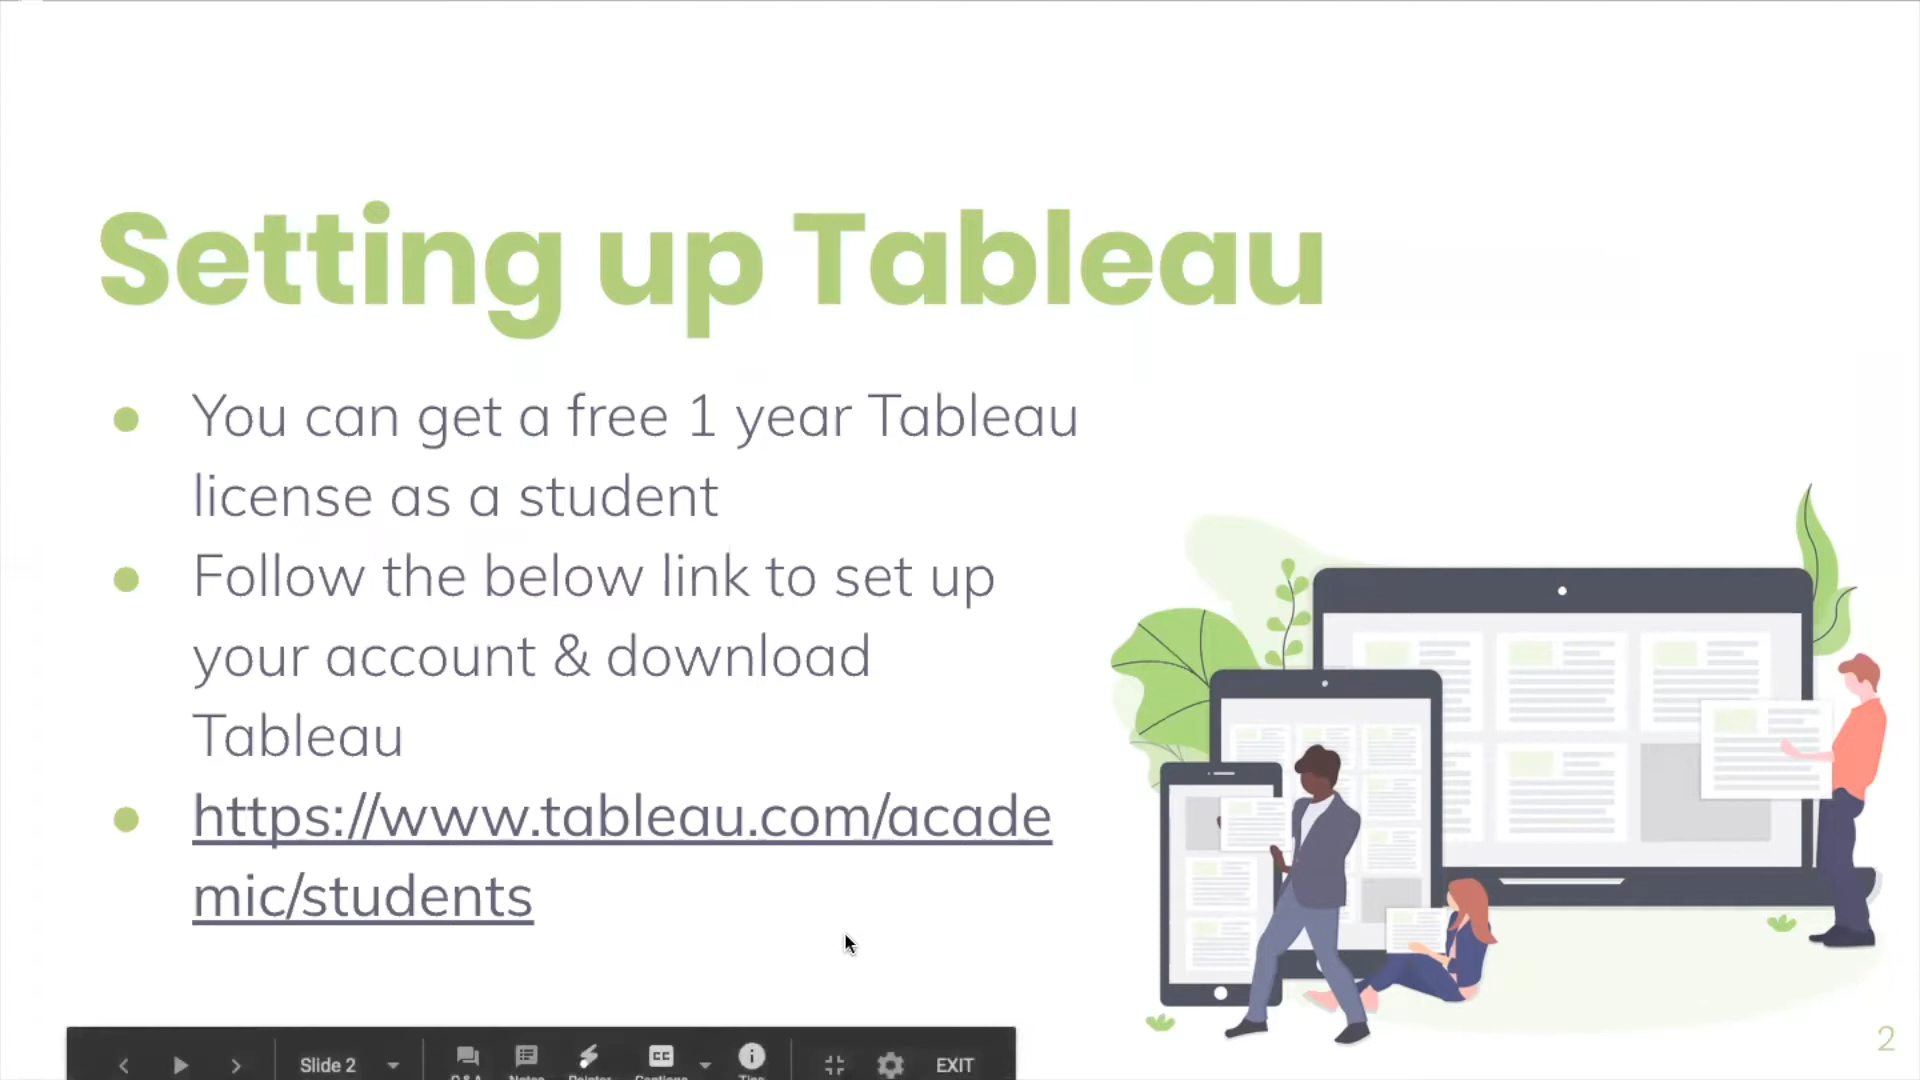 Setting up Tableau
You can get a free 1 year Tableau
license as a student
Follow the below link to set up
your account & download
Tableau
https://www.tableau.com/acade
mic/students
2
Slide 2
CC
EXIT